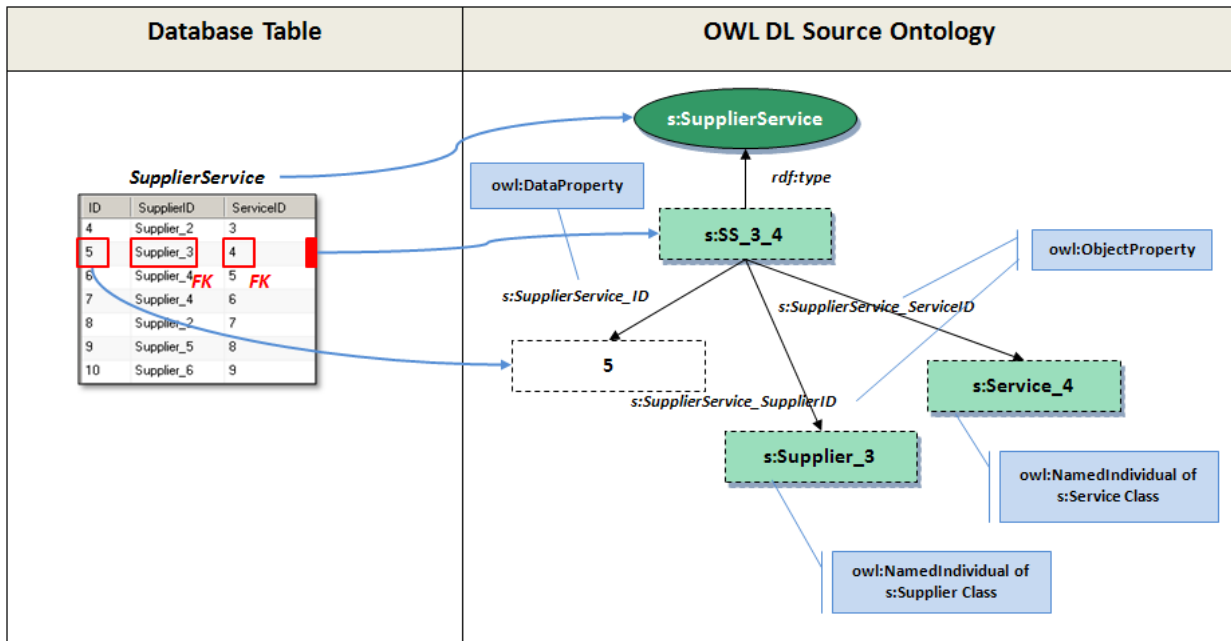 Database Table
OWL DL Source Ontology
s:SupplierService
SupplierService
owl:DataProperty
rdf:type
ID SupplierID ServiceID
4 Supplier_2 3
5 Supplier_3 4
6 Supplier_4 FK 5 FK
7 Supplier_4 6
8 Supplier_2 7
9 Supplier_5 8
10 Supplier_6 9
s:SS_3_4
owl:ObjectProperty
s:SupplierService_ID
s:SupplierService_ServiceID
5
s:SupplierService_SupplierID
s:Service_4
s:Supplier_3
owl:NamedIndividual of
s:Service Class
owl:NamedIndividual of
s:Supplier Class